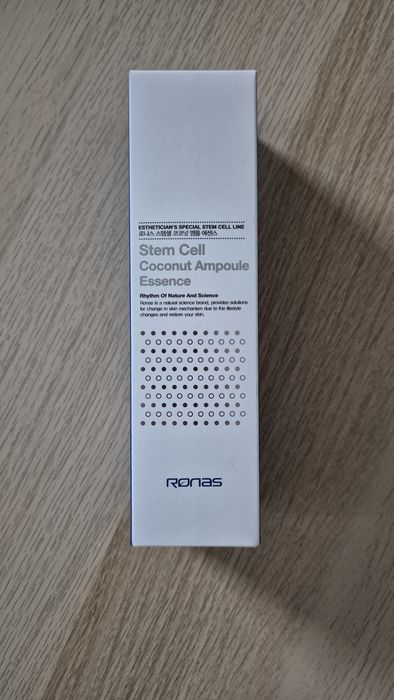 ESTHETICIAN'S SPECIAL STEM CELL LINE
로나스 스템셀 코코넛 앰플 에센스
Stem Cell
Coconut Ampoule
Essence
Rhythm Of Nature And Science
Ronas is a natural science brand, provides solutions
for change in skin mechanism due to the lifestyle
changes and restore your skin.
RØNAS